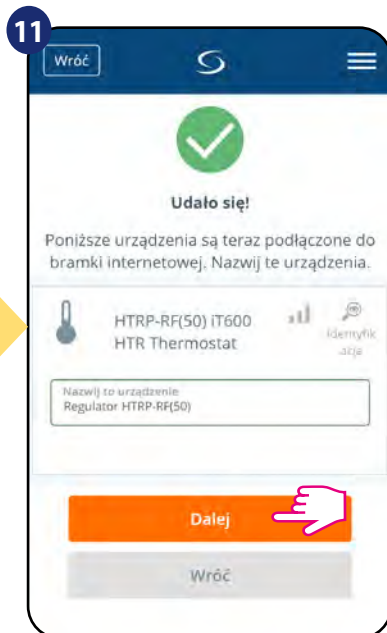 11
Wróć
Udało się!
Poniższe urządzenia są teraz podłączone do
bramki internetowej. Nazwij te urządzenia.
HTRP-RF(50) iT600
HTR Thermostat
Identyfik
acja
Nazwij to urządzenie
Regulator HTRP-RF(50)
Dalej
Wróć